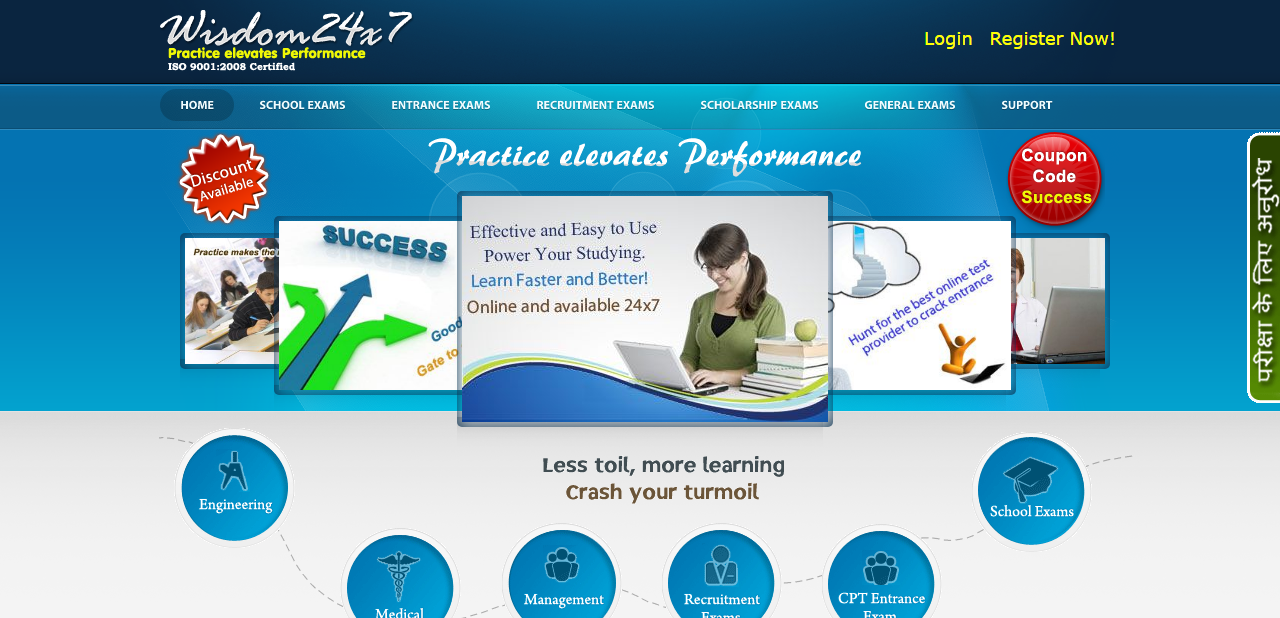 Wisdom24x7
Practice elevates Performance
ISO 9001:2008 Certified
Login Register Now!
HOME SCHOOL EXAMS ENTRANCE EXAMS RECRUITMENT EXAMS SCHOLARSHIP EXAMS GENERAL EXAMS SUPPORT
Discount
Available
Practice elevates Performance
Coupon
Code
Success
परीक्षा के लिए अनुरोध
Practice makes the
SUCCESS
Good
Gate to
Effective and Easy to Use
Power Your Studying.
Learn Faster and Better!
Online and available 24x7
Hunt for the best online test
provider to crack entrance
Less toil, more learning
Crash your turmoil
Engineering
Medical
Management
Recruitment
Exams
CPT Entrance
Exam
School Exams